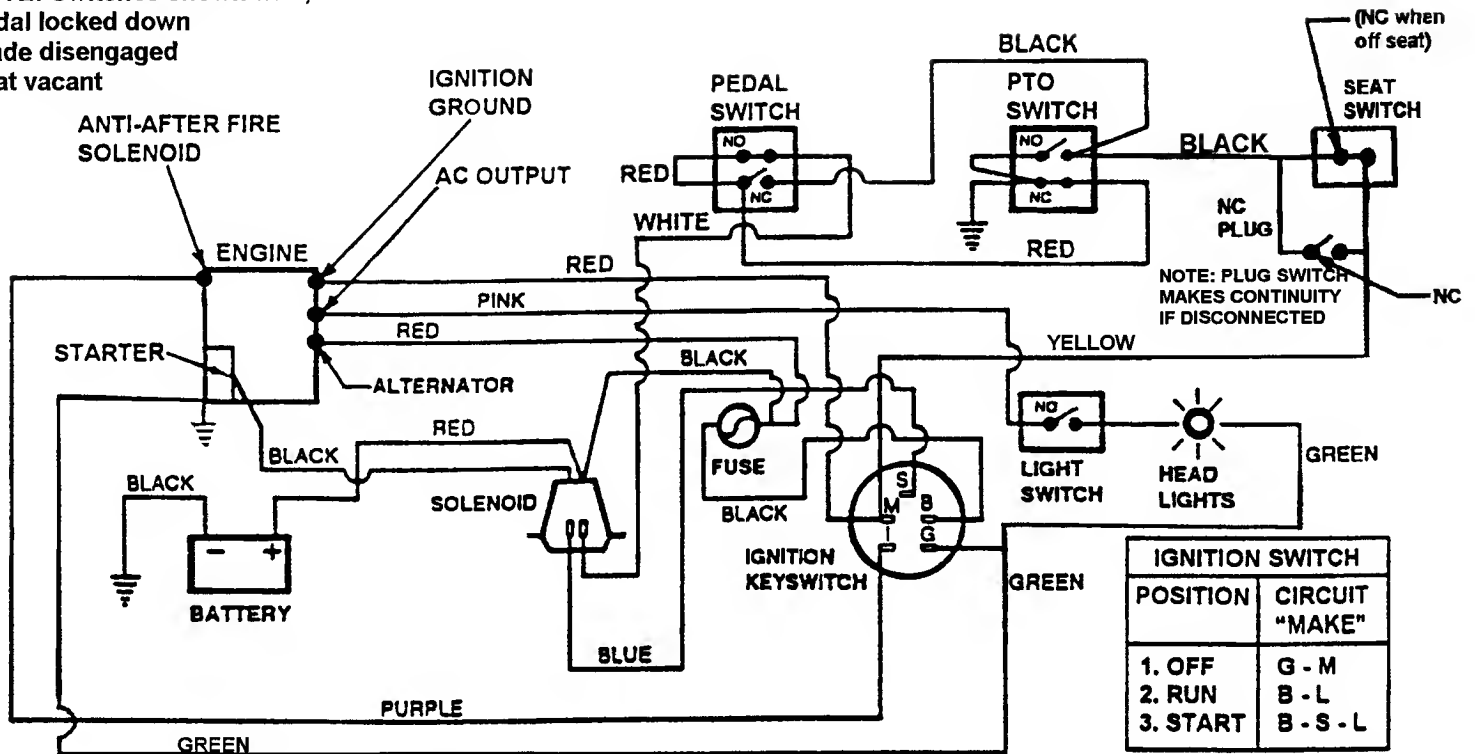 dal locked down
de disengaged
at vacant
ANTI-AFTER FIRE
SOLENOID
IGNITION
GROUND
AC OUTPUT
ENGINE
STARTER
ALTERNATOR
PEDAL
SWITCH
NO
NC
RED
WHITE
BLACK
PTO
SWITCH
NO
NC
RED
BLACK
(NC when
off seat)
SEAT
SWITCH
NC
PLUG
NOTE: PLUG SWITCH
MAKES CONTINUITY
IF DISCONNECTED
NC
RED
PINK
RED
BLACK
YELLOW
RED
BLACK
BLACK
- +
BATTERY
SOLENOID
FUSE
BLACK
BLUE
S
M B
I G
IGNITION
KEYSWITCH
NO
LIGHT
SWITCH
HEAD
LIGHTS
GREEN
GREEN
PURPLE
GREEN
IGNITION SWITCH
POSITION CIRCUIT
"MAKE"
1. OFF G - M
2. RUN B - L
3. START B - S - L